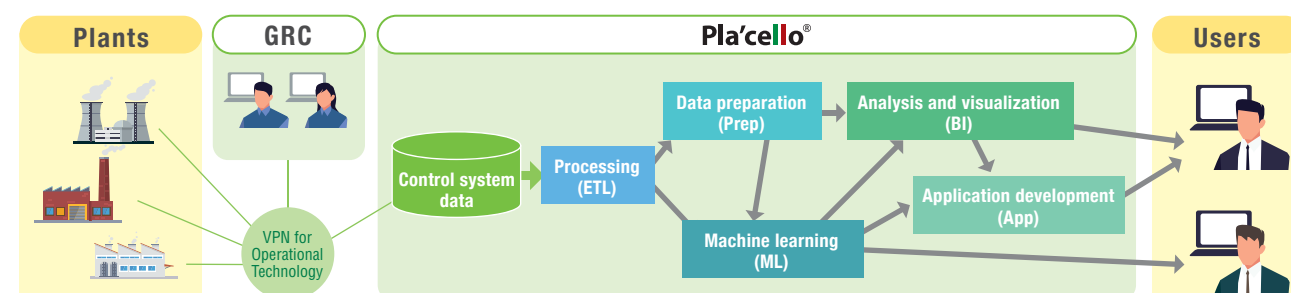 Plants
GRC
Pla'cello®
Users
Data preparation
(Prep)
Analysis and visualization
(BI)
Processing
(ETL)
Control system
data
Application development
(App)
VPN for
Operational
Technology
Machine learning
(ML)